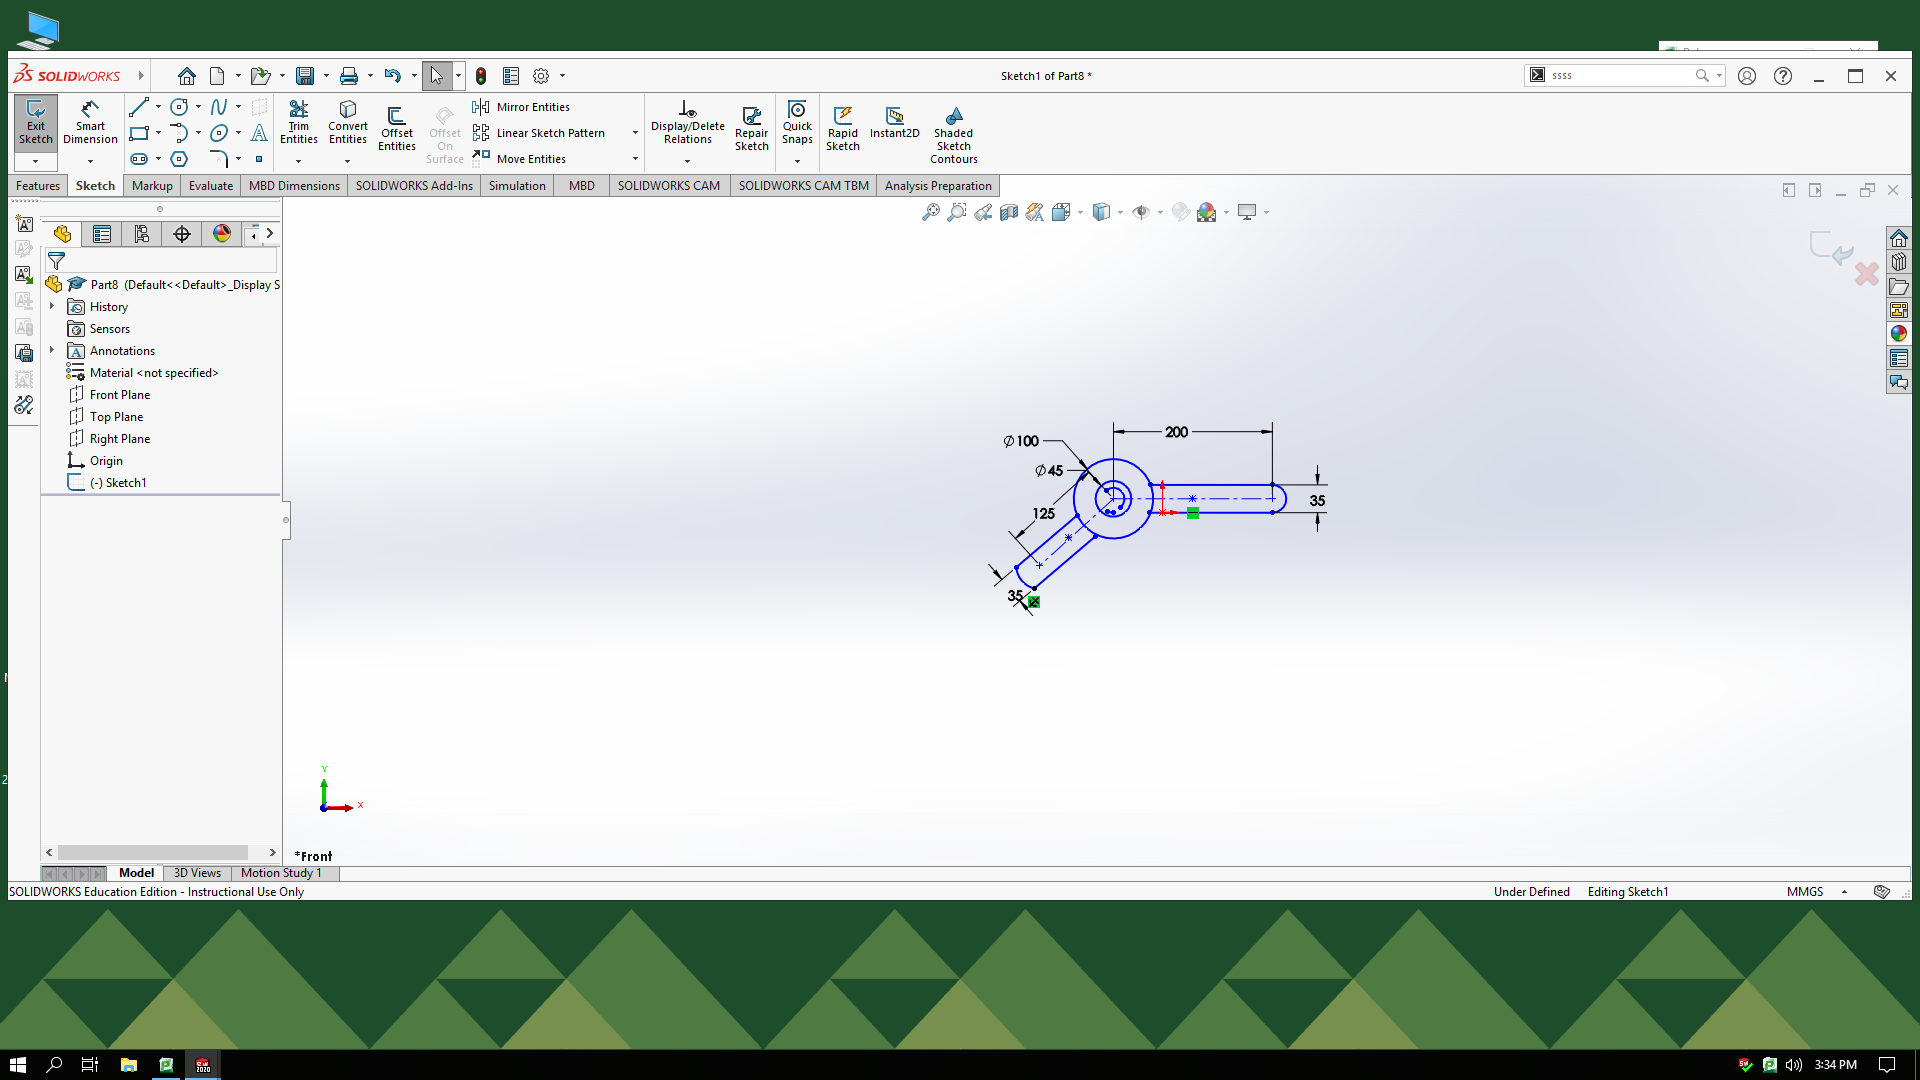 SOLIDWORKS
Sketch1 of Part8 *
ssss
Exit Sketch
Smart Dimension
Trim Entities
Convert Entities
Offset Entities
Offset On Surface
Mirror Entities
Linear Sketch Pattern
Move Entities
Display/Delete Relations
Repair Sketch
Quick Snaps
Rapid Sketch
Instant2D
Shaded Sketch Contours
Features
Sketch
Markup
Evaluate
MBD Dimensions
SOLIDWORKS Add-Ins
Simulation
MBD
SOLIDWORKS CAM
SOLIDWORKS CAM TBM
Analysis Preparation
Part8 (Default<<Default>_Display S
History
Sensors
Annotations
Material <not specified>
Front Plane
Top Plane
Right Plane
Origin
(-) Sketch1
200
Ø100
Ø45
35
125
35
Y
X
*Front
Model
3D Views
Motion Study 1
SOLIDWORKS Education Edition - Instructional Use Only
Under Defined
Editing Sketch1
MMGS
3:34 PM